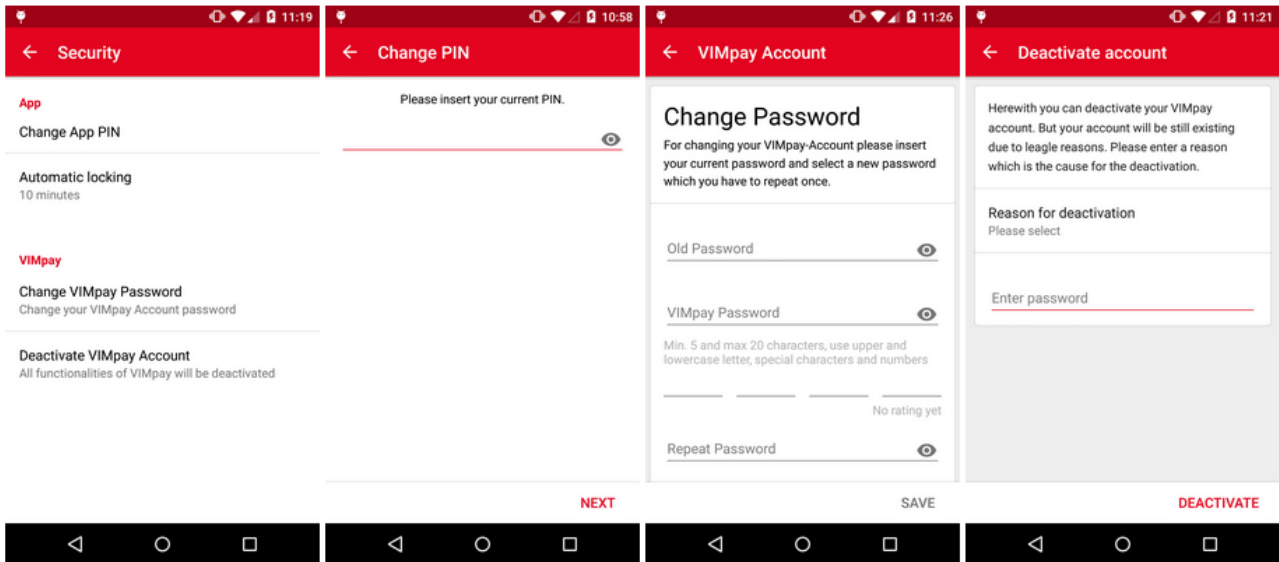 11:19
Security
App
Change App PIN
Automatic locking
10 minutes
VIMpay
Change VIMpay Password
Change your VIMpay Account password
Deactivate VIMpay Account
All functionalities of VIMpay will be deactivated
10:58
Change PIN
Please insert your current PIN.
NEXT
11:26
VIMpay Account
Change Password
For changing your VIMpay-Account please insert
your current password and select a new password
which you have to repeat once.
Old Password
VIMpay Password
Min. 5 and max 20 characters, use upper and
lowercase letter, special characters and numbers
No rating yet
Repeat Password
SAVE
11:21
Deactivate account
Herewith you can deactivate your VIMpay
account. But your account will be still existing
due to leagle reasons. Please enter a reason
which is the cause for the deactivation.
Reason for deactivation
Please select
Enter password
DEACTIVATE